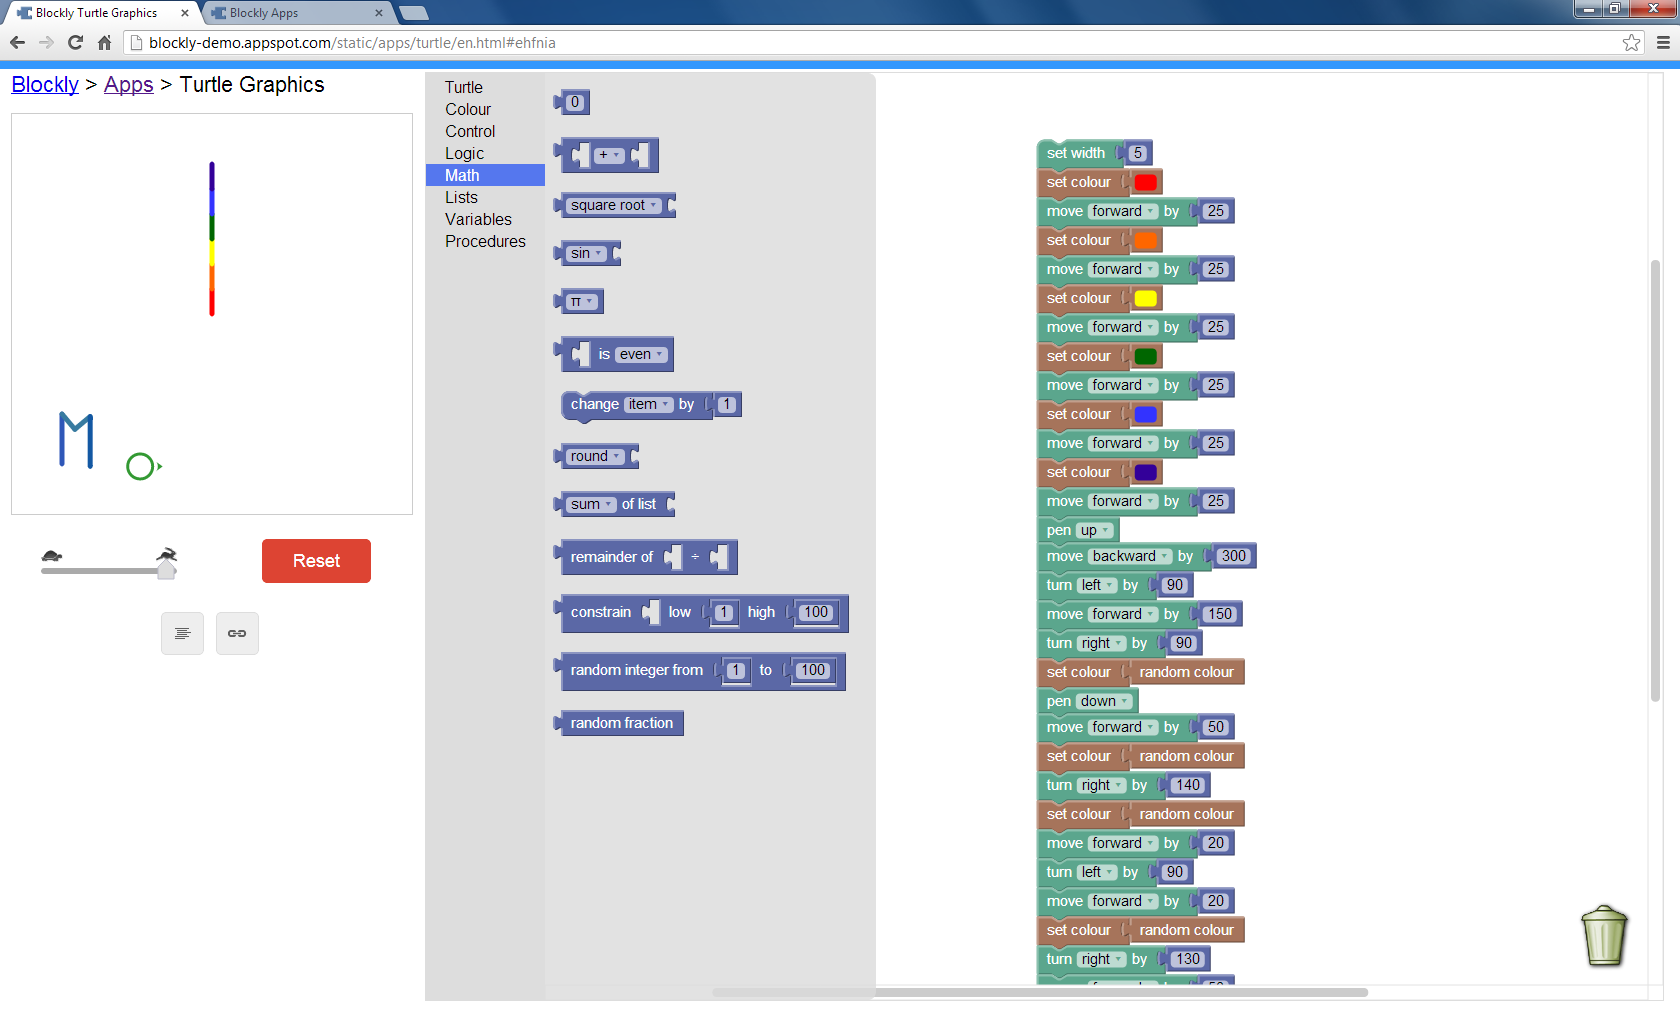 Blockly Turtle Graphics
Blockly Apps
blockly-demo.appspot.com/static/apps/turtle/en.html#ehfnia
Blockly > Apps > Turtle Graphics
Reset
Turtle
Colour
Control
Logic
Math
Lists
Variables
Procedures
0
+
square root
sin
π
is even
change item by 1
round
sum of list
remainder of ÷
constrain low 1 high 100
random integer from 1 to 100
random fraction
set width 5
set colour
move forward by 25
set colour
move forward by 25
set colour
move forward by 25
set colour
move forward by 25
set colour
move forward by 25
set colour
move forward by 25
pen up
move backward by 300
turn left by 90
move forward by 150
turn right by 90
set colour random colour
pen down
move forward by 50
set colour random colour
turn right by 140
set colour random colour
move forward by 20
turn left by 90
move forward by 20
set colour random colour
turn right by 130